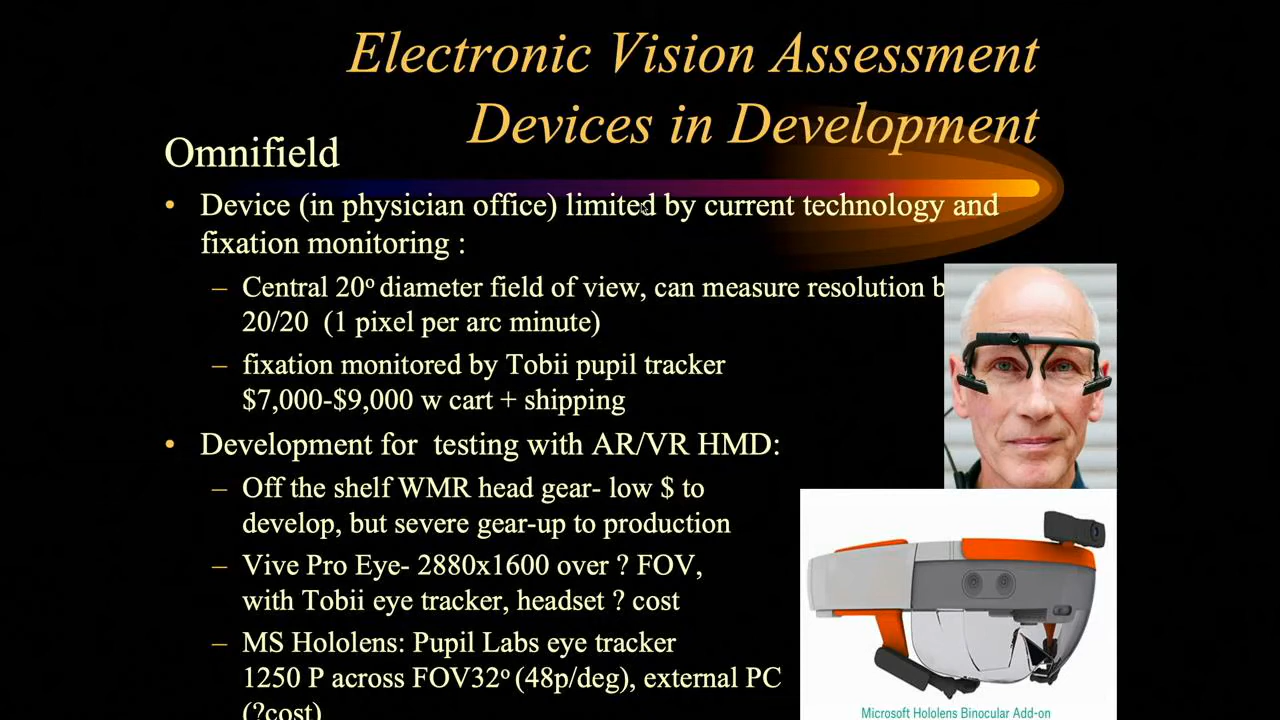 Electronic Vision Assessment
Devices in Development
Omnifield
• Device (in physician office) limited by current technology and
fixation monitoring :
– Central 20º diameter field of view, can measure resolution b
20/20 (1 pixel per arc minute)
– fixation monitored by Tobii pupil tracker
$7,000-$9,000 w cart + shipping
• Development for testing with AR/VR HMD:
– Off the shelf WMR head gear- low $ to
develop, but severe gear-up to production
– Vive Pro Eye- 2880x1600 over ? FOV,
with Tobii eye tracker, headset ? cost
– MS Hololens: Pupil Labs eye tracker
1250 P across FOV32º (48p/deg), external PC
(?cost)
Microsoft Hololens Binocular Add-on